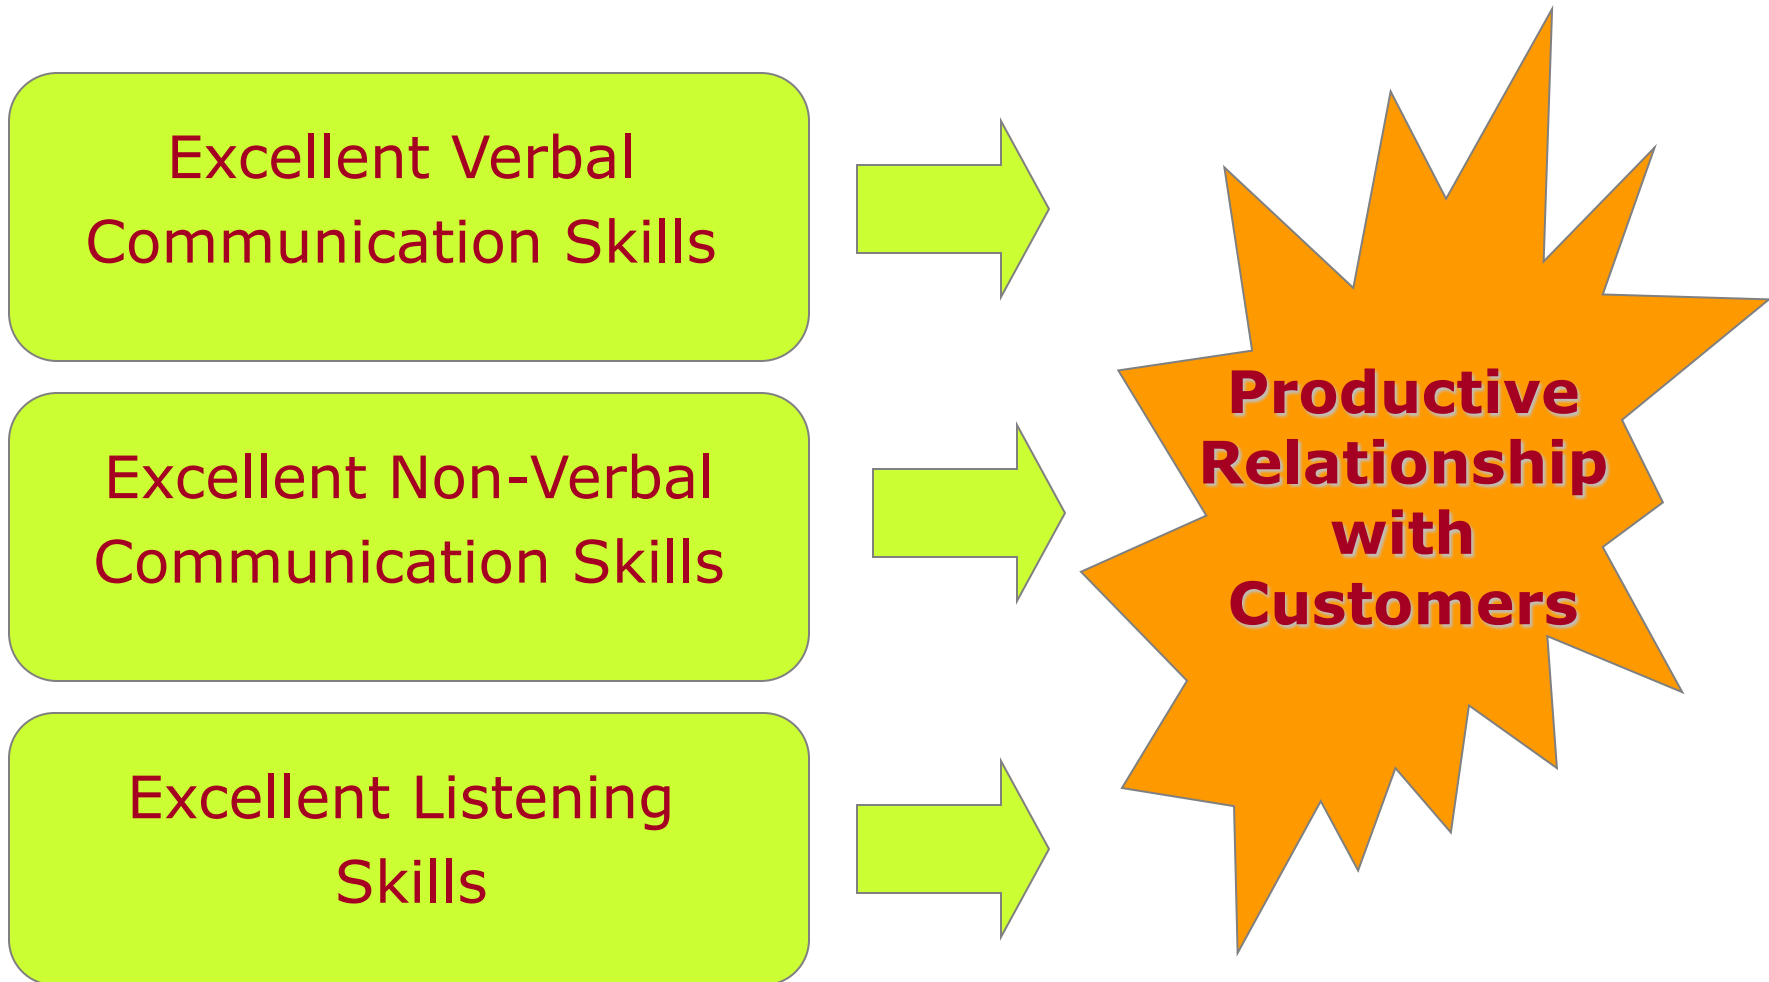 Excellent Verbal
Communication Skills
Excellent Non-Verbal
Communication Skills
Excellent Listening
Skills
Productive
Relationship
with
Customers